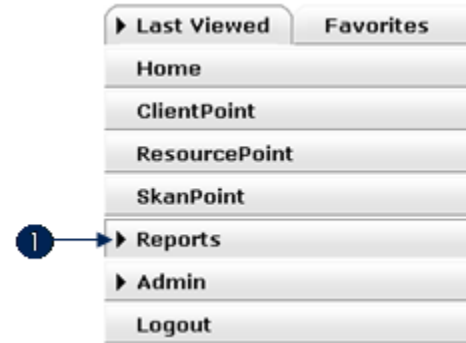 Last Viewed Favorites
Home
ClientPoint
ResourcePoint
SkanPoint
1 Reports
Admin
Logout